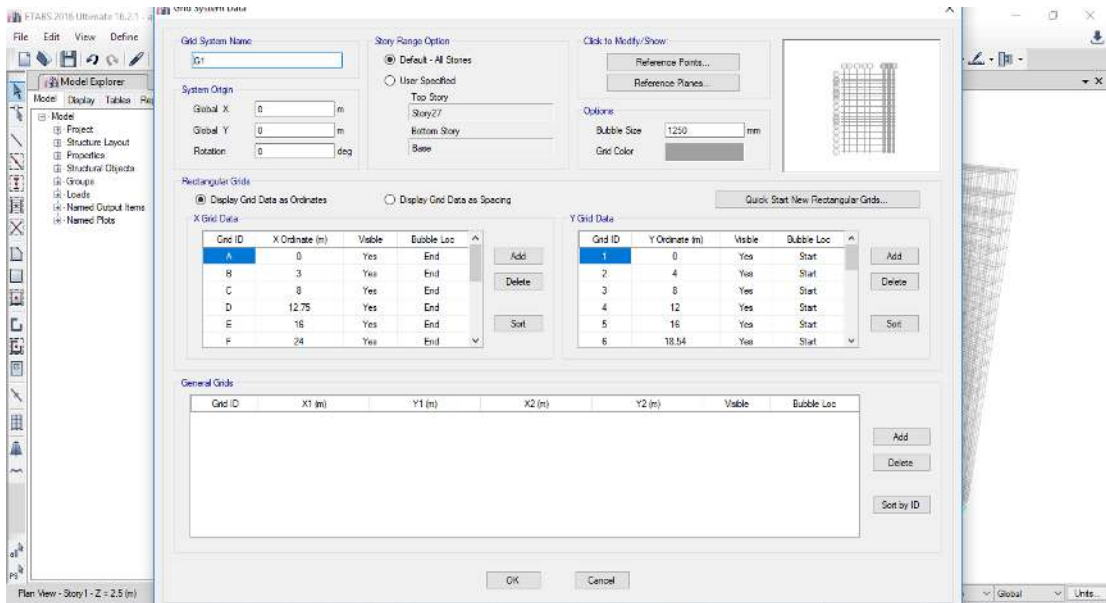 ETABS 2016 Ultimate 16.2.1 - a
Grid System Data
File Edit View Define
Model Explorer
Model Display Tables Rep
Model
Project
Structure Layout
Properties
Structural Objects
Groups
Loads
Named Output Items
Named Plots
Grid System Name
G1
System Origin
Global X 0 m
Global Y 0 m
Rotation 0 deg
Story Range Option
Default - All Stories
User Specified
Top Story
Story27
Bottom Story
Base
Click to Modify/Show:
Reference Points...
Reference Planes...
Options
Bubble Size 1250 mm
Grid Color
Rectangular Grids
Display Grid Data as Ordinates Display Grid Data as Spacing Quick Start New Rectangular Grids...
X Grid Data
Grid ID X Ordinate (m) Visible Bubble Loc
A 0 Yes End
B 3 Yes End
C 8 Yes End
D 12.75 Yes End
E 16 Yes End
F 24 Yes End
Add
Delete
Sort
Y Grid Data
Grid ID Y Ordinate (m) Visible Bubble Loc
1 0 Yes Start
2 4 Yes Start
3 8 Yes Start
4 12 Yes Start
5 16 Yes Start
6 18.54 Yes Start
Add
Delete
Sort
General Grids
Grid ID X1 (m) Y1 (m) X2 (m) Y2 (m) Visible Bubble Loc
Add
Delete
Sort by ID
OK Cancel
Plan View - Story1 - Z = 2.5 (m) Global Units...